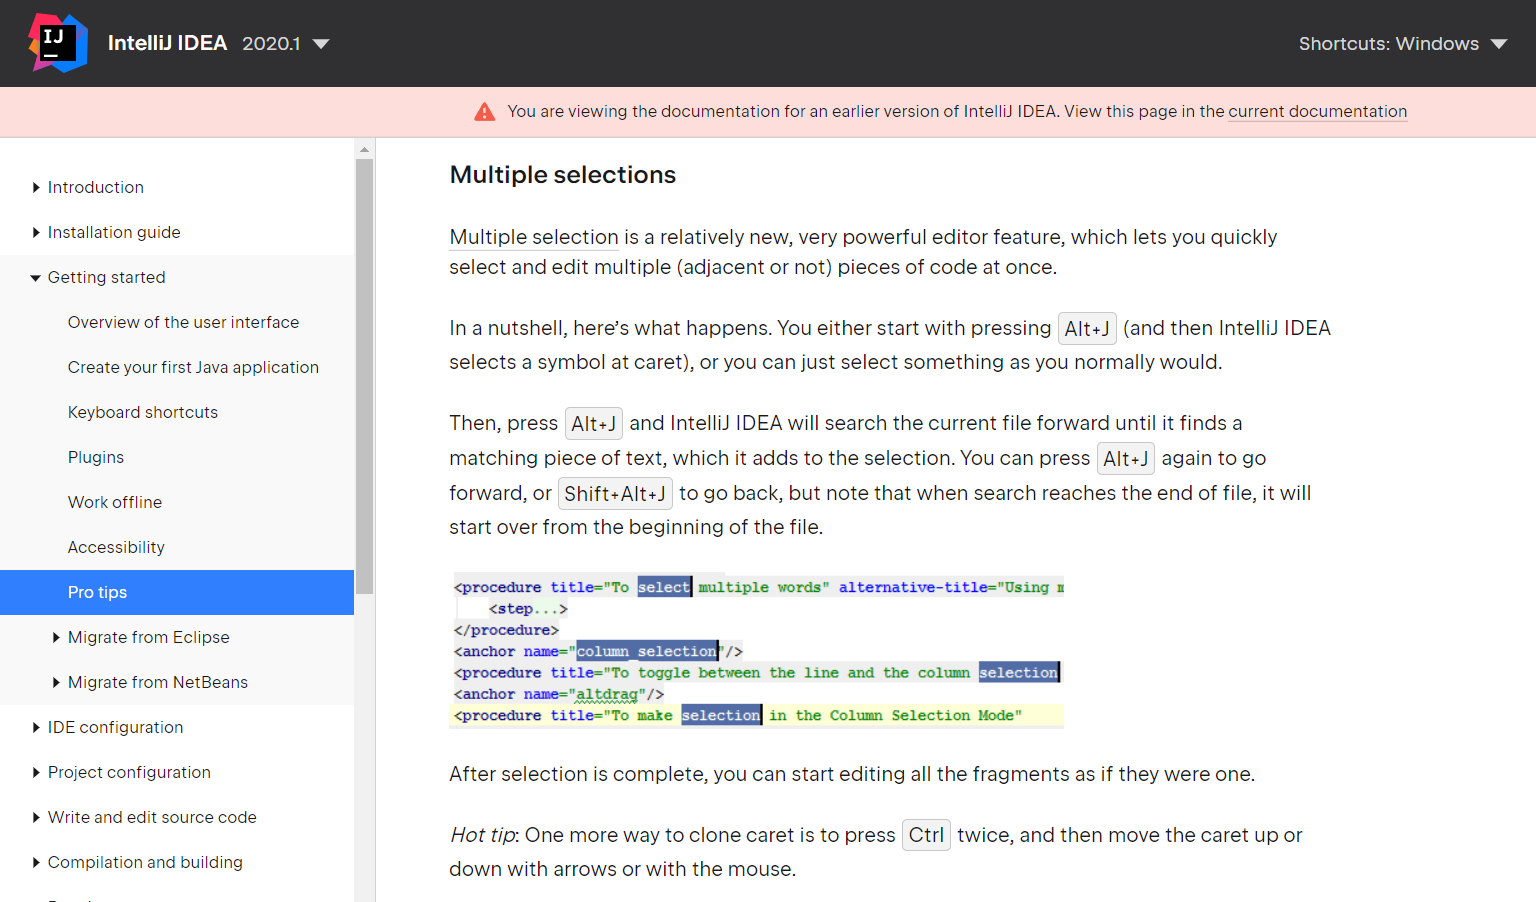 IJ
IntelliJ IDEA 2020.1
Shortcuts: Windows
You are viewing the documentation for an earlier version of IntelliJ IDEA. View this page in the current documentation
Introduction
Installation guide
Getting started
Overview of the user interface
Create your first Java application
Keyboard shortcuts
Plugins
Work offline
Accessibility
Pro tips
Migrate from Eclipse
Migrate from NetBeans
IDE configuration
Project configuration
Write and edit source code
Compilation and building
Multiple selections
Multiple selection is a relatively new, very powerful editor feature, which lets you quickly
select and edit multiple (adjacent or not) pieces of code at once.
In a nutshell, here’s what happens. You either start with pressing Alt+J (and then IntelliJ IDEA
selects a symbol at caret), or you can just select something as you normally would.
Then, press Alt+J and IntelliJ IDEA will search the current file forward until it finds a
matching piece of text, which it adds to the selection. You can press Alt+J again to go
forward, or Shift+Alt+J to go back, but note that when search reaches the end of file, it will
start over from the beginning of the file.
<procedure title="To select multiple words" alternative-title="Using m
<step...>
</procedure>
<anchor name="column_selection"/>
<procedure title="To toggle between the line and the column selection
<anchor name="altdrag"/>
<procedure title="To make selection in the Column Selection Mode"
After selection is complete, you can start editing all the fragments as if they were one.
Hot tip: One more way to clone caret is to press Ctrl twice, and then move the caret up or
down with arrows or with the mouse.